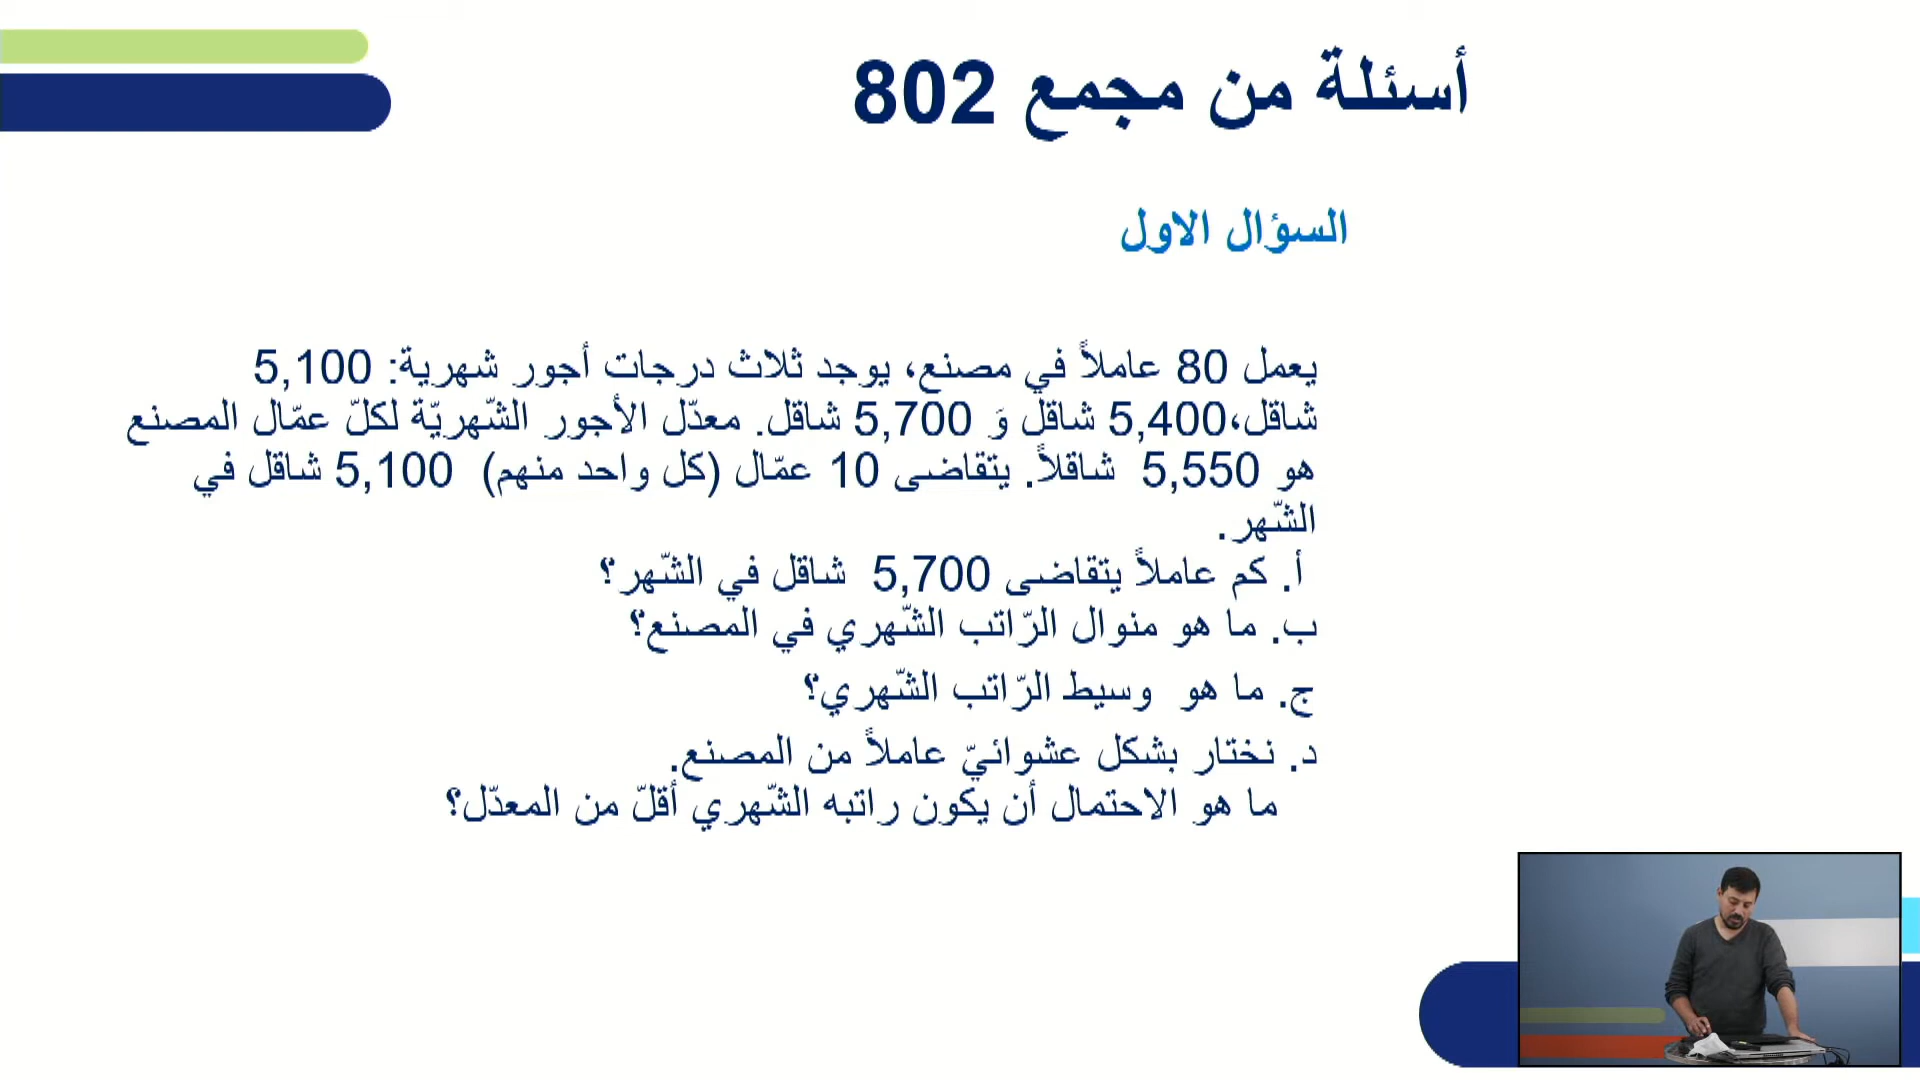 أسئلة من مجمع 802
السؤال الاول
يعمل 80 عاملاً في مصنع، يوجد ثلاث درجات أجور شهرية: 5,100
شاقل،5,400 شاقل وَ 5,700 شاقل. معدّل الأجور الشّهريّة لكلّ عمّال المصنع
هو 5,550 شاقلاً. يتقاضى 10 عمّال (كل واحد منهم) 5,100 شاقل في
الشّهر.
أ. كم عاملاً يتقاضى 5,700 شاقل في الشّهر؟
ب. ما هو منوال الرّاتب الشّهري في المصنع؟
ج. ما هو وسيط الرّاتب الشّهري؟
د. نختار بشكل عشوائيّ عاملاً من المصنع.
ما هو الاحتمال أن يكون راتبه الشّهري أقلّ من المعدّل؟